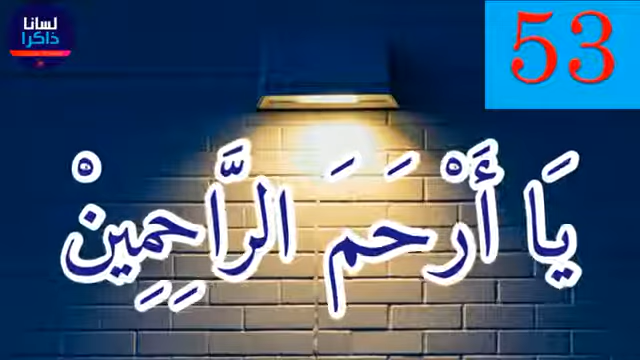 لسانا
ذاكرا
53
يَا أَرْحَمَ الرَّاحِمِينْ